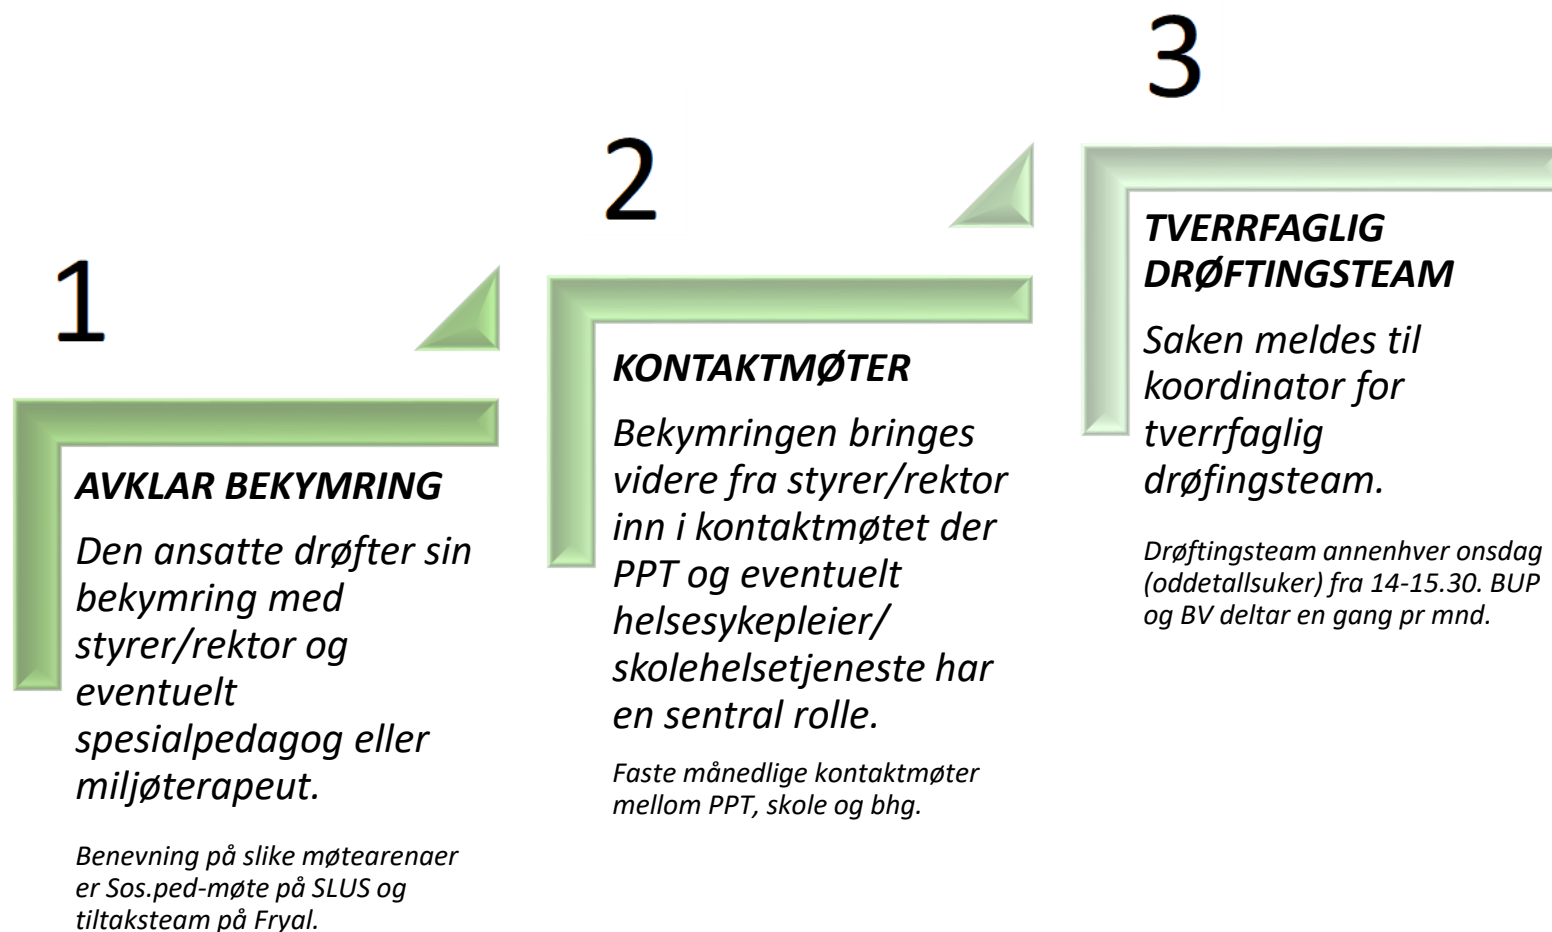 1
AVKLAR BEKYMRING
Den ansatte drøfter sin
bekymring med
styrer/rektor og
eventuelt
spesialpedagog eller
miljøterapeut.
Benevning på slike møtearenaer
er Sos.ped-møte på SLUS og
tiltaksteam på Fryal.
2
KONTAKTMØTER
Bekymringen bringes
videre fra styrer/rektor
inn i kontaktmøtet der
PPT og eventuelt
helsesykepleier/
skolehelsetjeneste har
en sentral rolle.
Faste månedlige kontaktmøter
mellom PPT, skole og bhg.
3
TVERRFAGLIG
DRØFTINGSTEAM
Saken meldes til
koordinator for
tverrfaglig
drøfingsteam.
Drøftingsteam annenhver onsdag
(oddetallsuker) fra 14-15.30. BUP
og BV deltar en gang pr mnd.